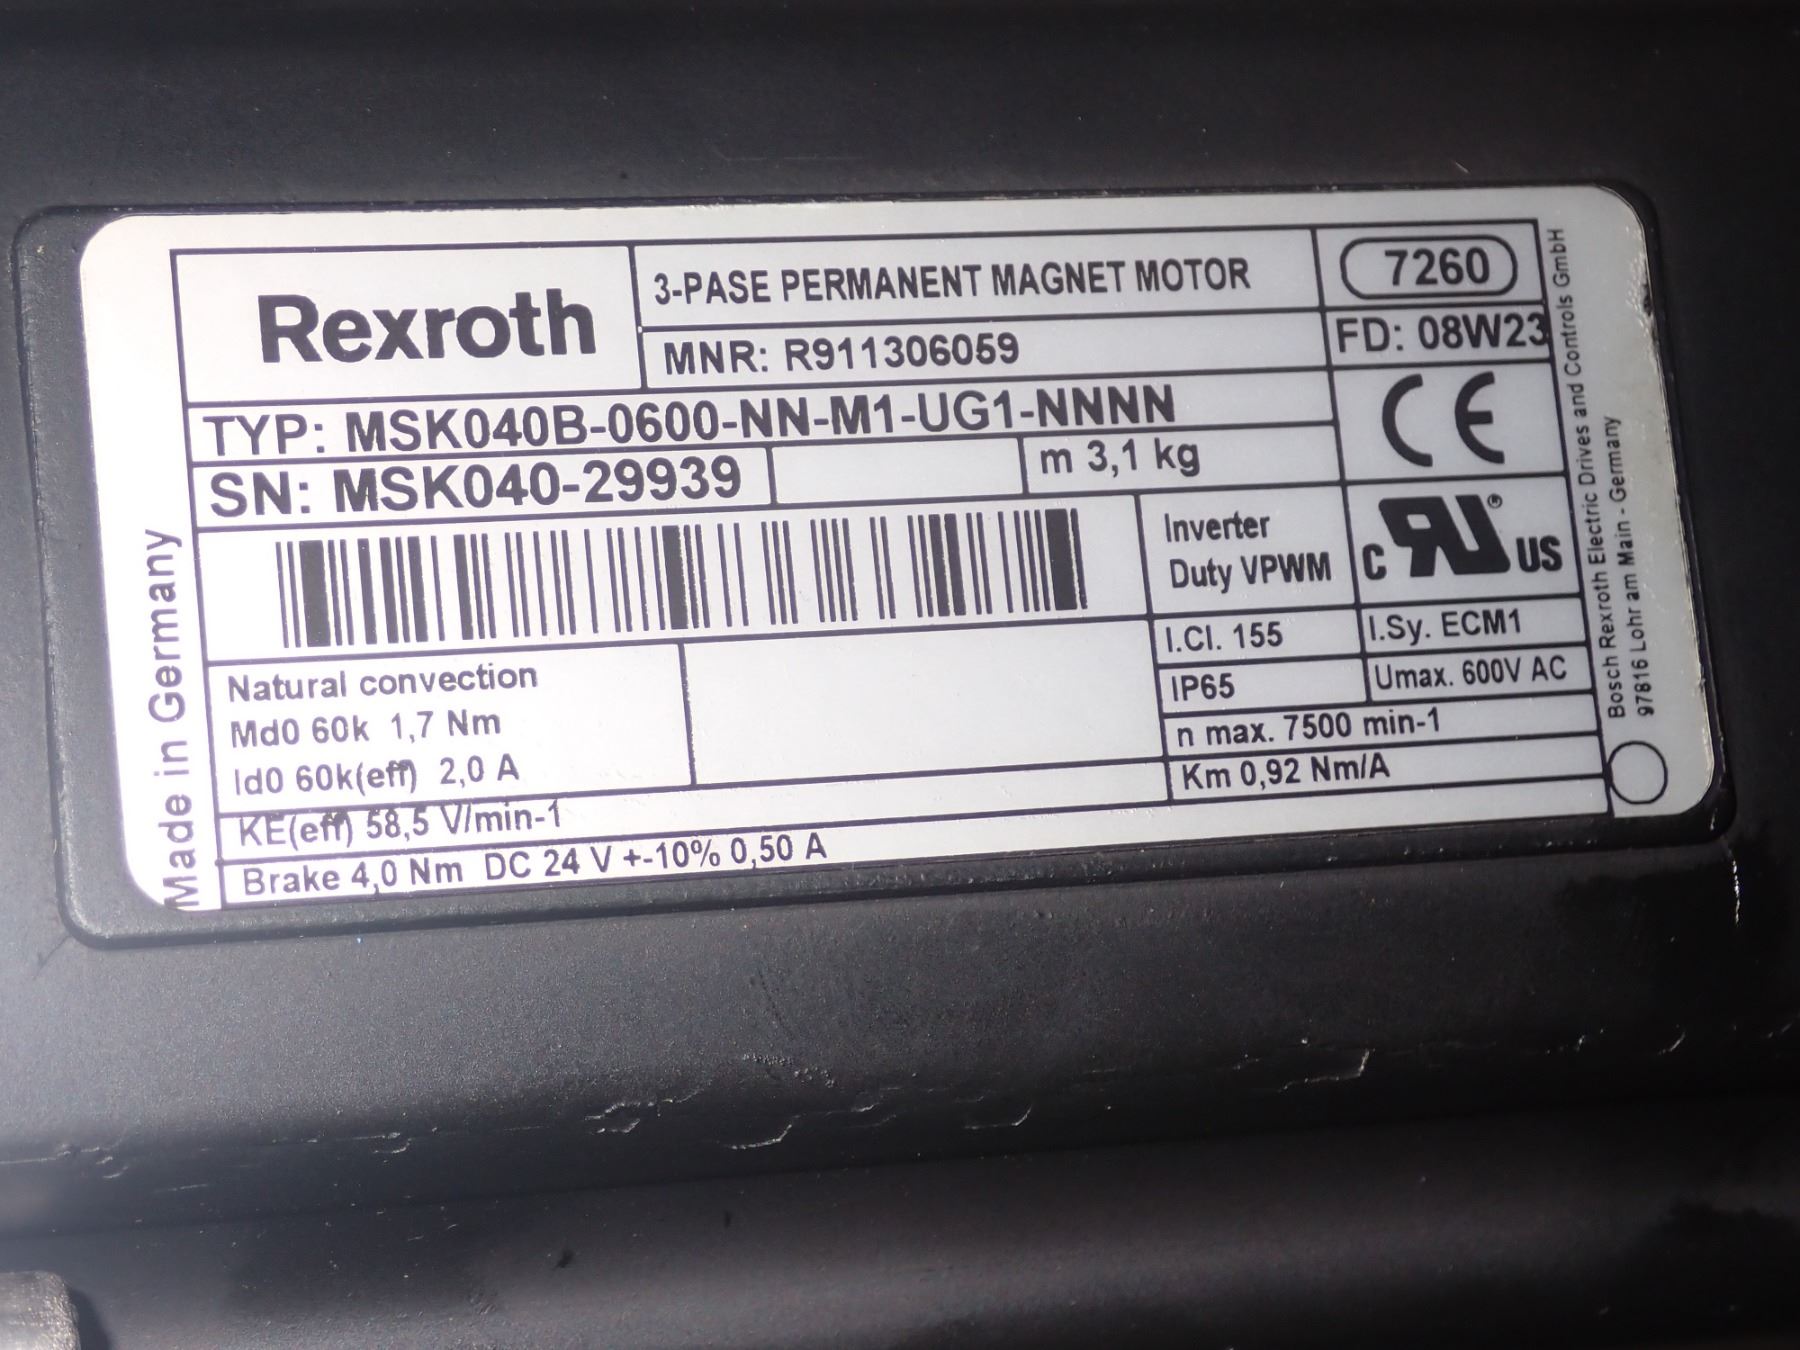 Rexroth
3-PASE PERMANENT MAGNET MOTOR
7260
MNR: R911306059
FD: 08W23
TYP: MSK040B-0600-NN-M1-UG1-NNNN
CE
SN: MSK040-29939
m 3,1 kg
Inverter
Duty VPWM
C RU ® US
I.Cl. 155
I.Sy. ECM1
IP65
Umax. 600V AC
n max. 7500 min-1
Km 0,92 Nm/A
Natural convection
Md0 60k 1,7 Nm
Id0 60k(eff) 2,0 A
KE(eff) 58,5 V/min-1
Brake 4,0 Nm DC 24 V +-10% 0,50 A
Made in Germany
Bosch Rexroth Electric Drives and Controls GmbH
97816 Lohr am Main - Germany